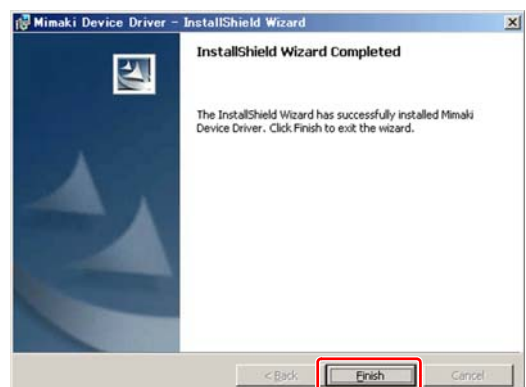 Mimaki Device Driver - InstallShield Wizard
InstallShield Wizard Completed
The InstallShield Wizard has successfully installed Mimaki
Device Driver. Click Finish to exit the wizard.
< Back
Finish
Cancel